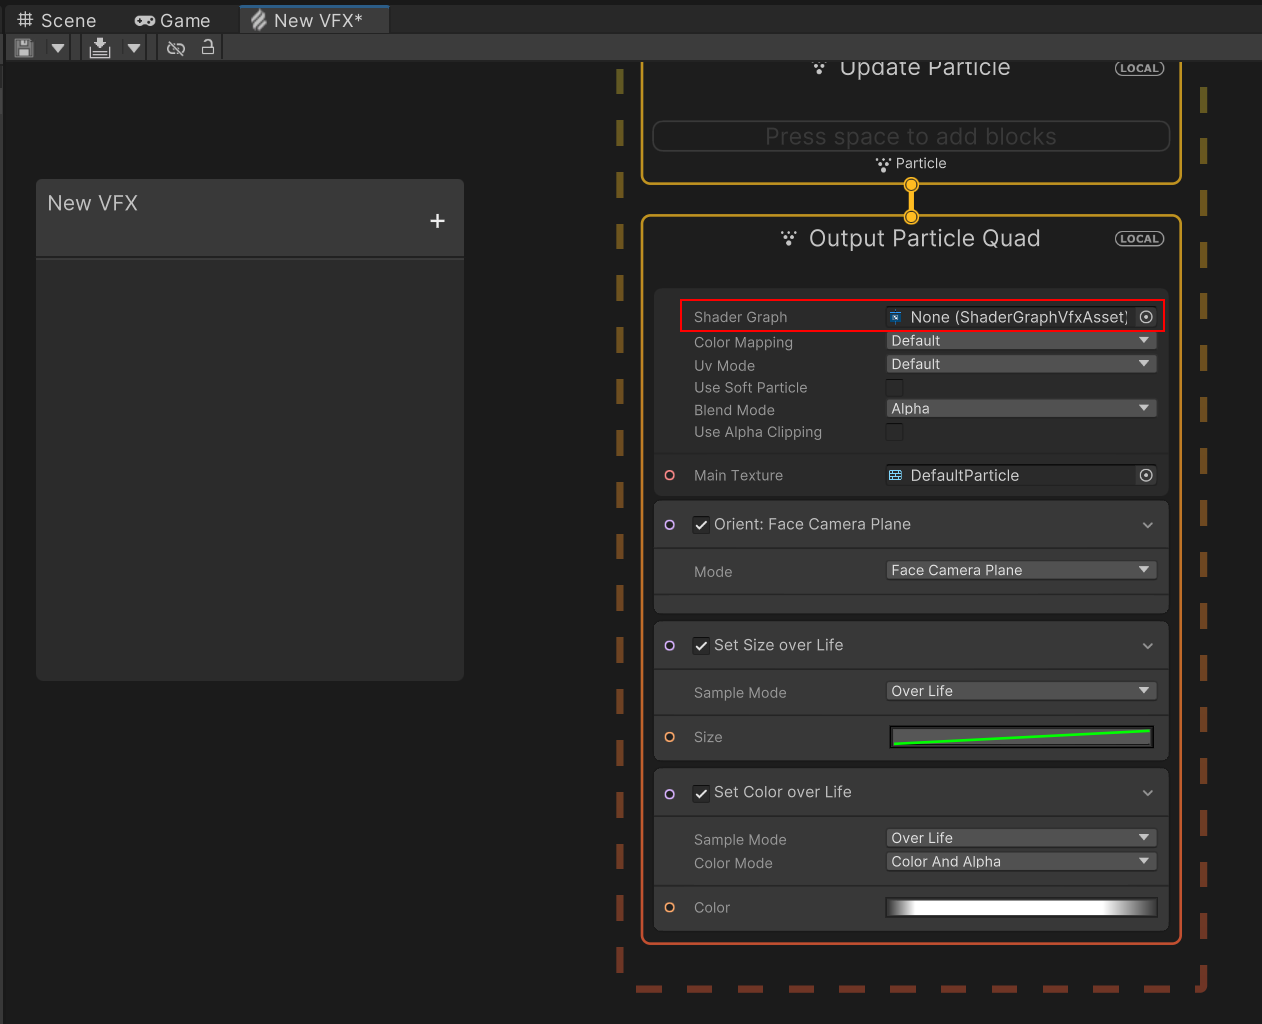 Scene
Game
New VFX*
Update Particle
LOCAL
Press space to add blocks
Particle
New VFX
+
Output Particle Quad
LOCAL
Shader Graph
None (ShaderGraphVfxAsset)
Color Mapping
Default
Uv Mode
Default
Use Soft Particle
Blend Mode
Alpha
Use Alpha Clipping
Main Texture
DefaultParticle
Orient: Face Camera Plane
Mode
Face Camera Plane
Set Size over Life
Sample Mode
Over Life
Size
Set Color over Life
Sample Mode
Over Life
Color Mode
Color And Alpha
Color